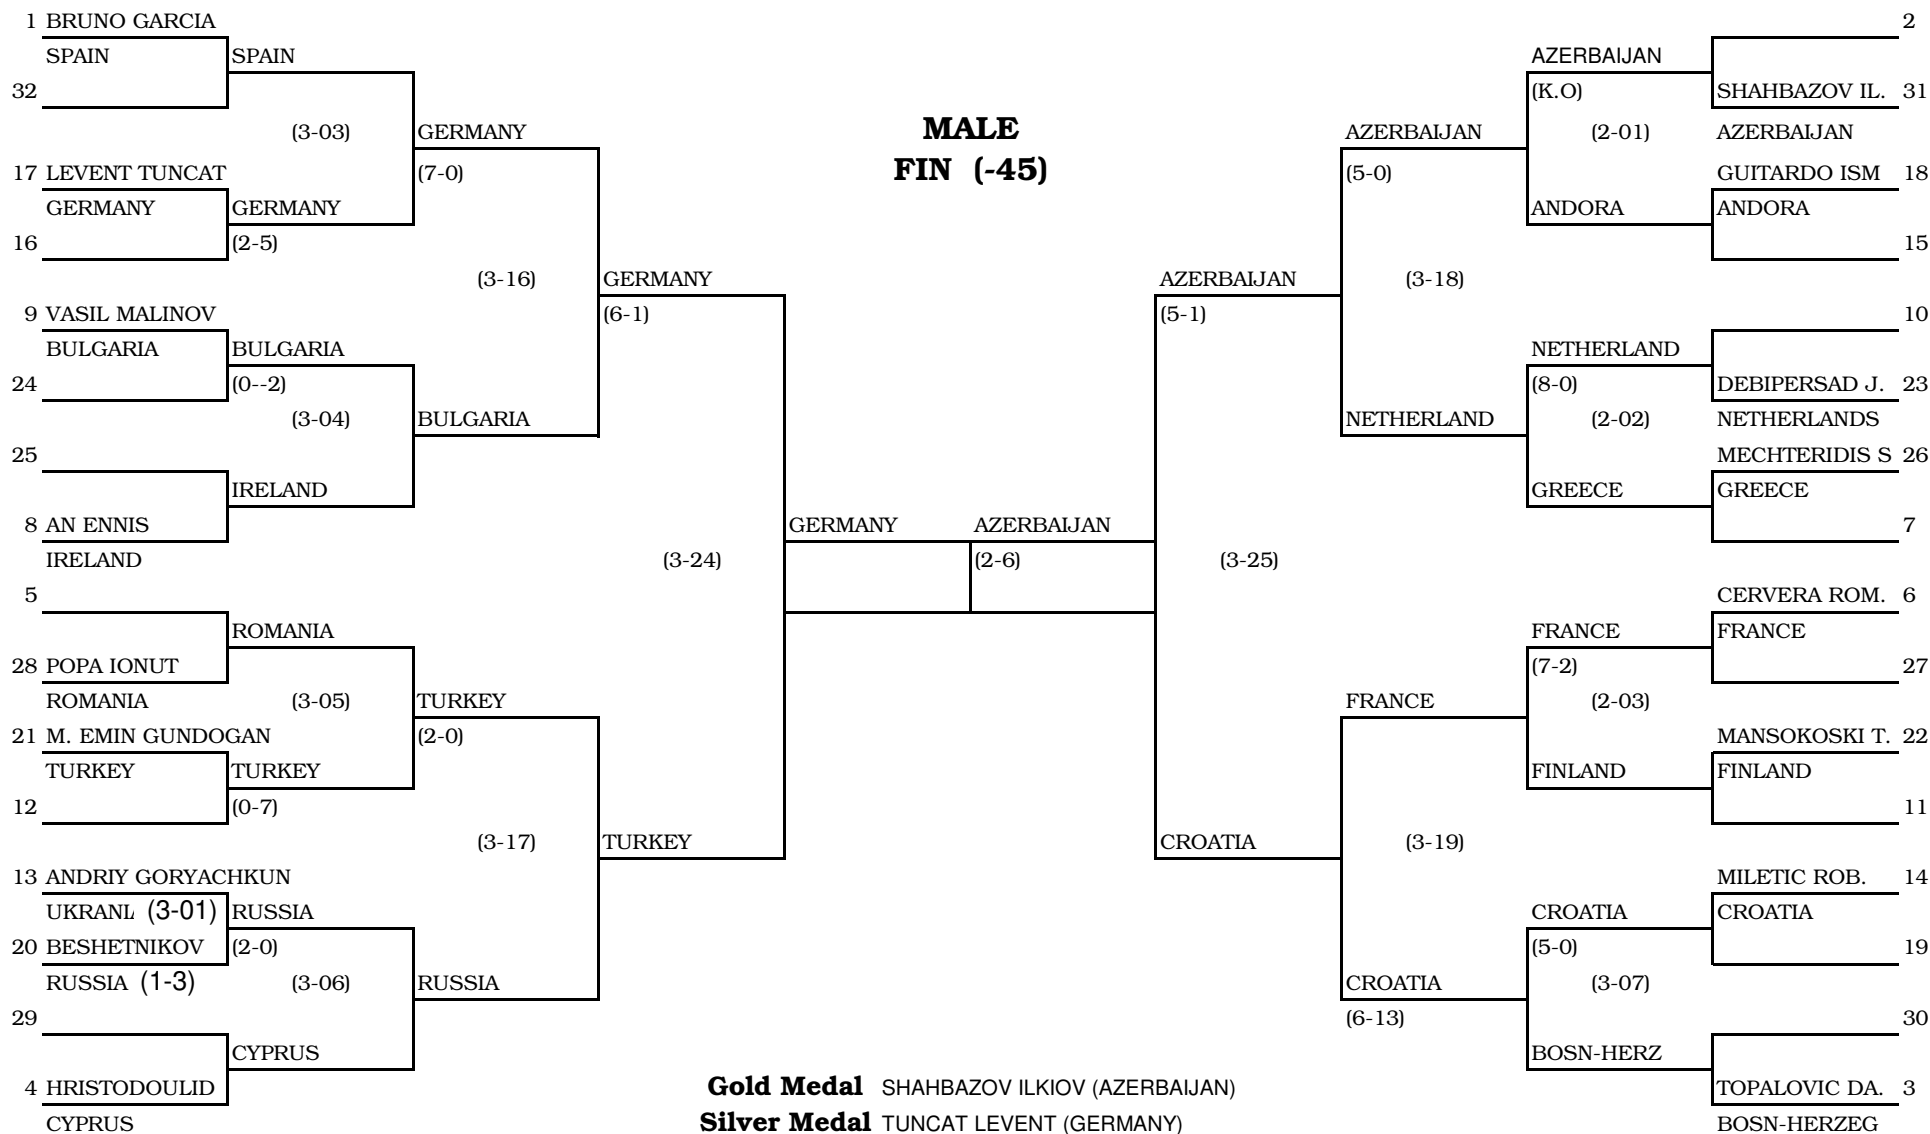 1 BRUNO GARCIA
SPAIN
SPAIN
32
(3-03)
GERMANY
17 LEVENT TUNCAT
(7-0)
GERMANY
GERMANY
16
(2-5)
(3-16)
GERMANY
9 VASIL MALINOV
(6-1)
BULGARIA
BULGARIA
24
(0--2)
(3-04)
BULGARIA
25
IRELAND
8 AN ENNIS
IRELAND
GERMANY
(3-24)
5
ROMANIA
28 POPA IONUT
ROMANIA
(3-05)
TURKEY
21 M. EMIN GUNDOGAN
(2-0)
TURKEY
TURKEY
12
(0-7)
(3-17)
TURKEY
13 ANDRIY GORYACHKUN
UKRANI (3-01)
RUSSIA
20 BESHETNIKOV
(2-0)
RUSSIA (1-3)
(3-06)
RUSSIA
29
CYPRUS
4 HRISTODOULID
CYPRUS
MALE
FIN (-45)
2
AZERBAIJAN
(K.O)
SHAHBAZOV IL. 31
AZERBAIJAN
(2-01)
AZERBAIJAN
(5-0)
GUITARDO ISM 18
ANDORA
ANDORA
15
AZERBAIJAN
(3-18)
(5-1)
10
NETHERLAND
(8-0)
DEBIPERSAD J. 23
NETHERLAND
(2-02)
NETHERLANDS
MECHTERIDIS S 26
GREECE
GREECE
7
AZERBAIJAN
(2-6)
(3-25)
CERVERA ROM. 6
FRANCE
FRANCE
(7-2)
27
FRANCE
(2-03)
MANSOKOSKI T. 22
FINLAND
FINLAND
11
CROATIA
(3-19)
MILETIC ROB. 14
CROATIA
CROATIA
(5-0)
19
CROATIA
(3-07)
(6-13)
30
BOSN-HERZ
TOPALOVIC DA. 3
BOSN-HERZEG
Gold Medal SHAHBAZOV ILKIOV (AZERBAIJAN)
Silver Medal TUNCAT LEVENT (GERMANY)